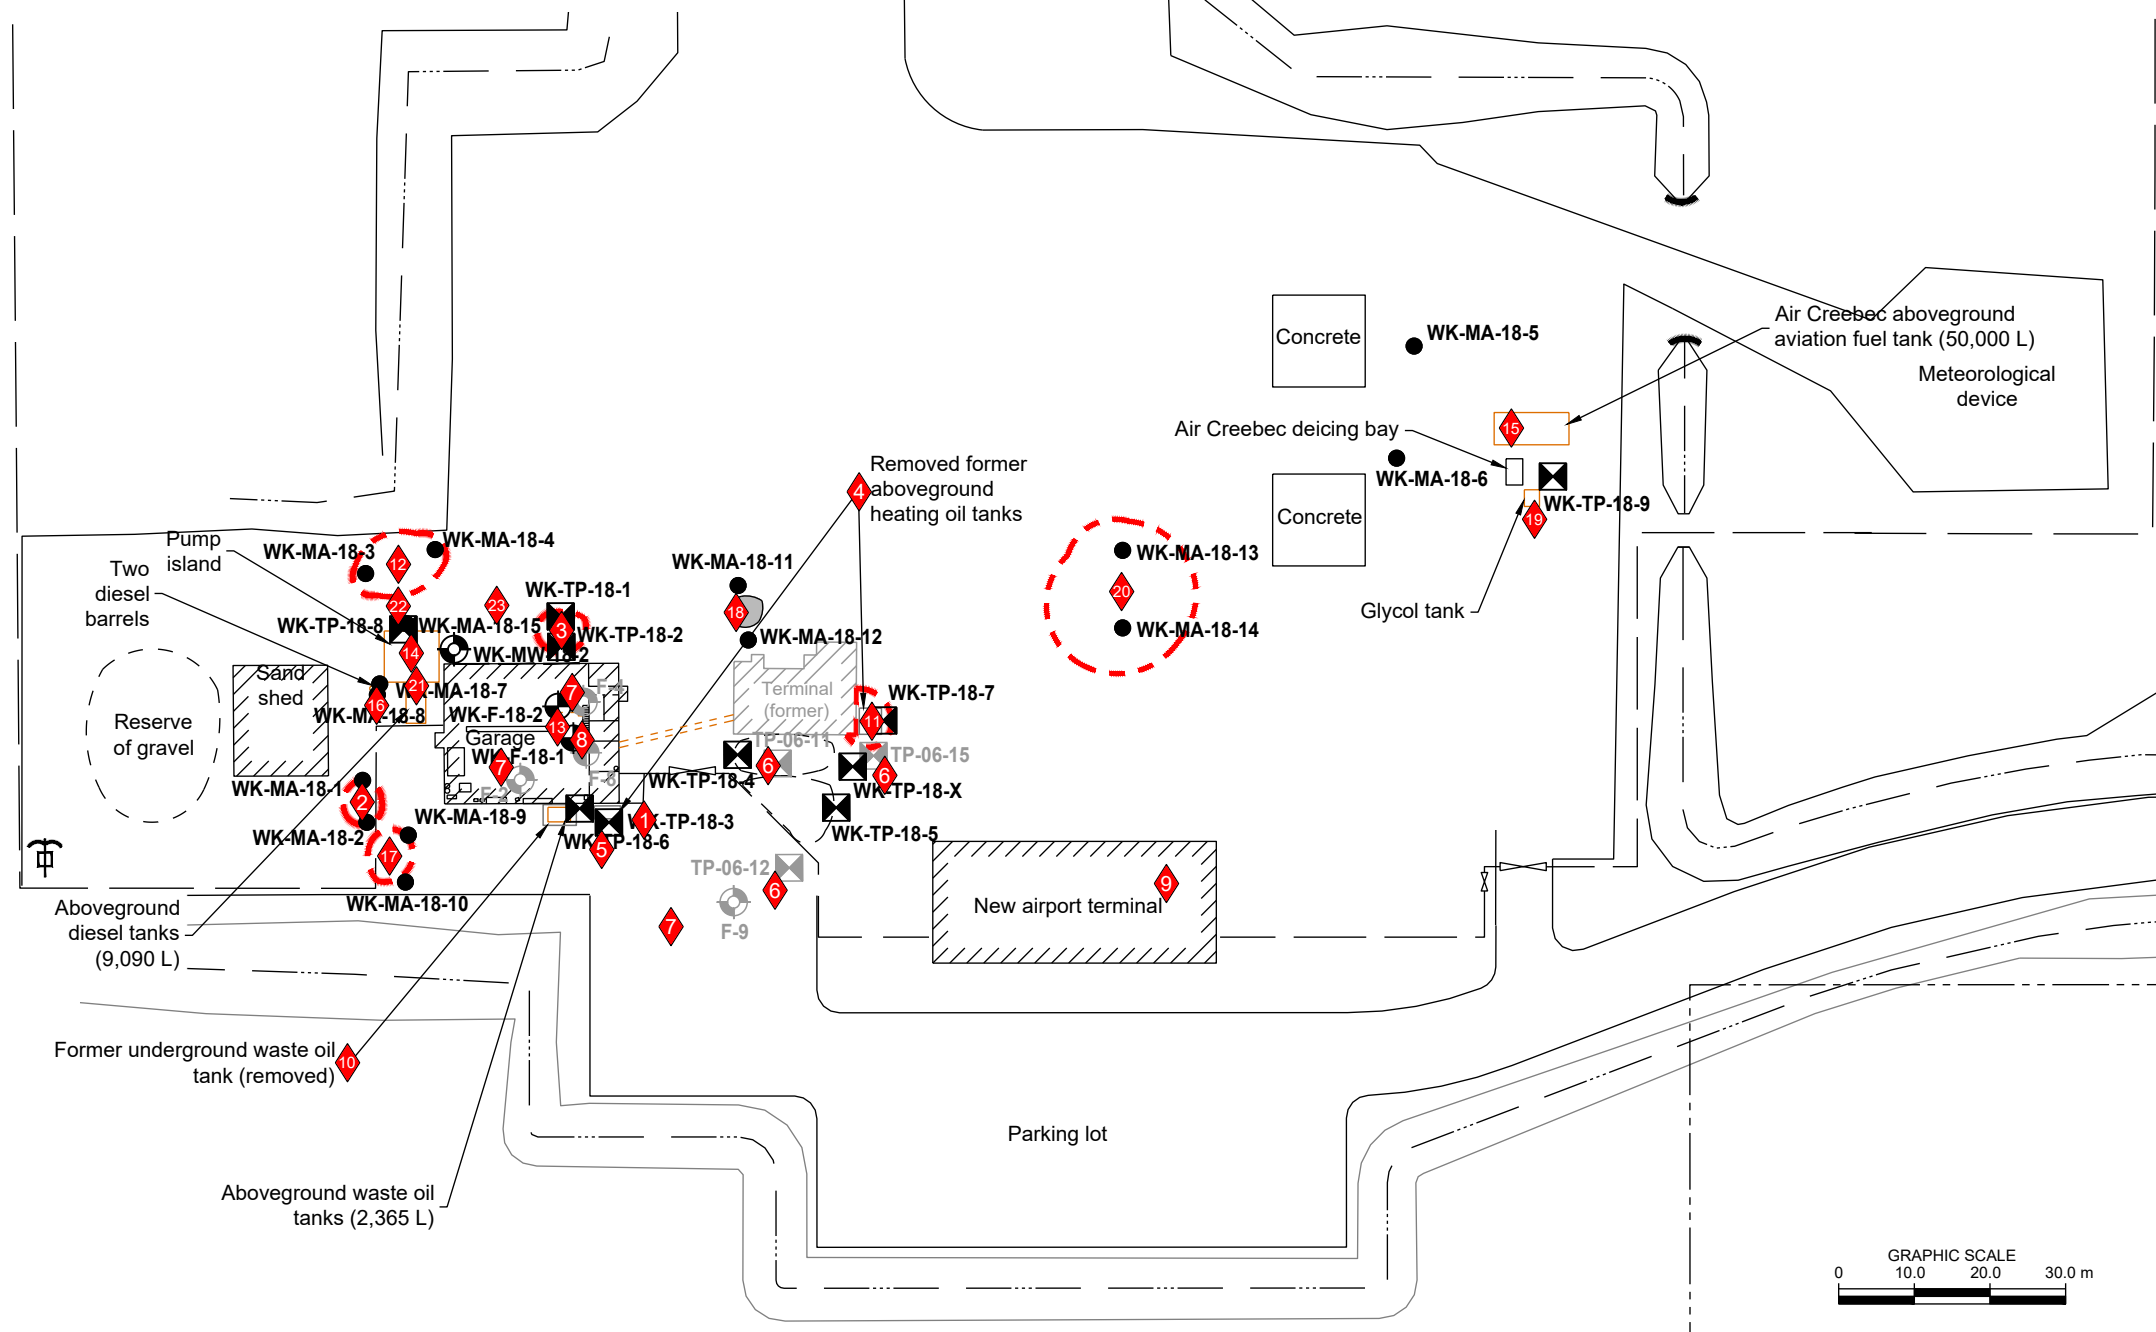 Concrete
WK-MA-18-5
Air Creebec aboveground
aviation fuel tank (50,000 L)
Meteorological
device
Air Creebec deicing bay
15
WK-MA-18-6
WK-TP-18-9
19
Concrete
Glycol tank
4
Removed former
aboveground
heating oil tanks
Pump
island
WK-MA-18-3
WK-MA-18-4
12
Two
diesel
barrels
22
23
WK-TP-18-1
WK-MA-18-11
18
WK-MA-18-13
20
WK-MA-18-14
WK-TP-18-8
WK-MA-18-15
3
WK-TP-18-2
WK-MA-18-12
14
WK-MW-18-2
Sand
shed
21
WK-MA-18-7
16
WK-MA-18-8
7
F-4
WK-F-18-2
13
Terminal
(former)
WK-TP-18-7
11
Reserve
of gravel
Garage
8
WK-F-18-1
7
F-8
F-2
TP-06-11
6
TP-06-15
6
WK-TP-18-4
WK-TP-18-X
WK-MA-18-1
2
WK-MA-18-2
WK-MA-18-9
1
WK-TP-18-3
WK-TP-18-6
5
WK-TP-18-5
17
WK-MA-18-10
TP-06-12
6
F-9
7
9
New airport terminal
Aboveground
diesel tanks
(9,090 L)
Former underground waste oil
tank (removed)
10
Parking lot
Aboveground waste oil
tanks (2,365 L)
GRAPHIC SCALE
0 10.0 20.0 30.0 m